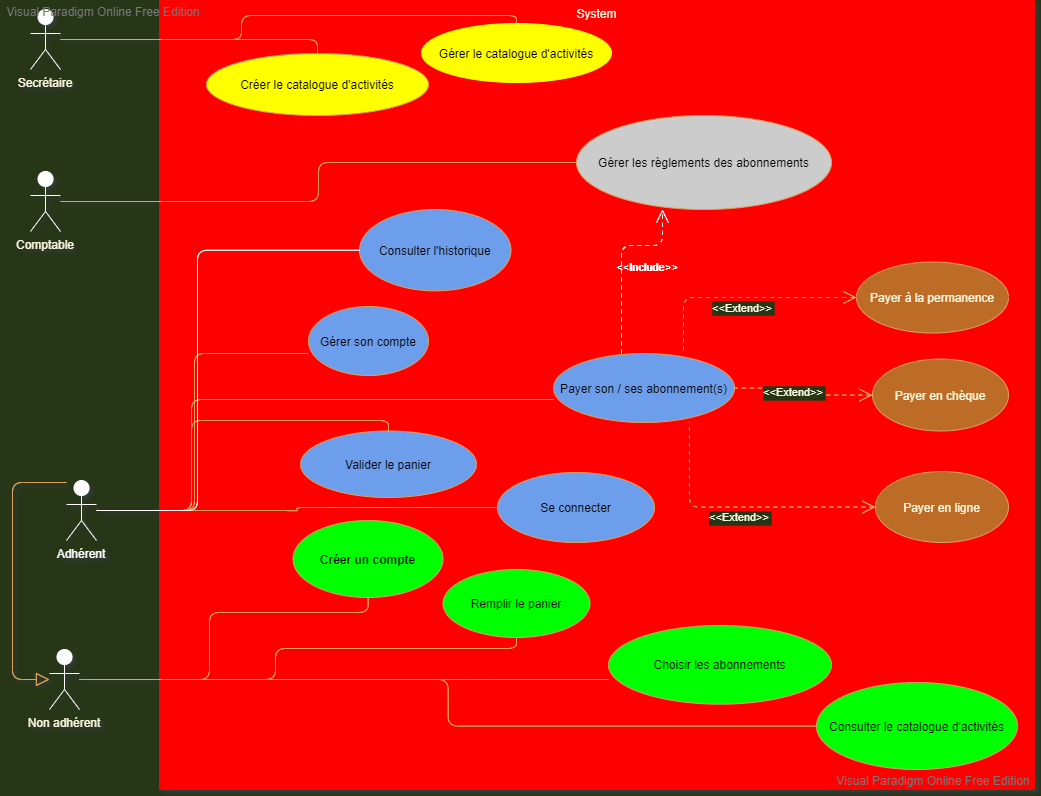 Visual Paradigm Online Free Edition
System
Secrétaire
Gérer le catalogue d'activités
Créer le catalogue d'activités
Gérer les règlements des abonnements
Comptable
Consulter l'historique
<<Include>>
Payer à la permanence
<<Extend>>
Gérer son compte
Payer son / ses abonnement(s)
<<Extend>>
Payer en chèque
Valider le panier
Se connecter
Payer en ligne
<<Extend>>
Adhérent
Créer un compte
Remplir le panier
Choisir les abonnements
Non adhérent
Consulter le catalogue d'activités
Visual Paradigm Online Free Edition